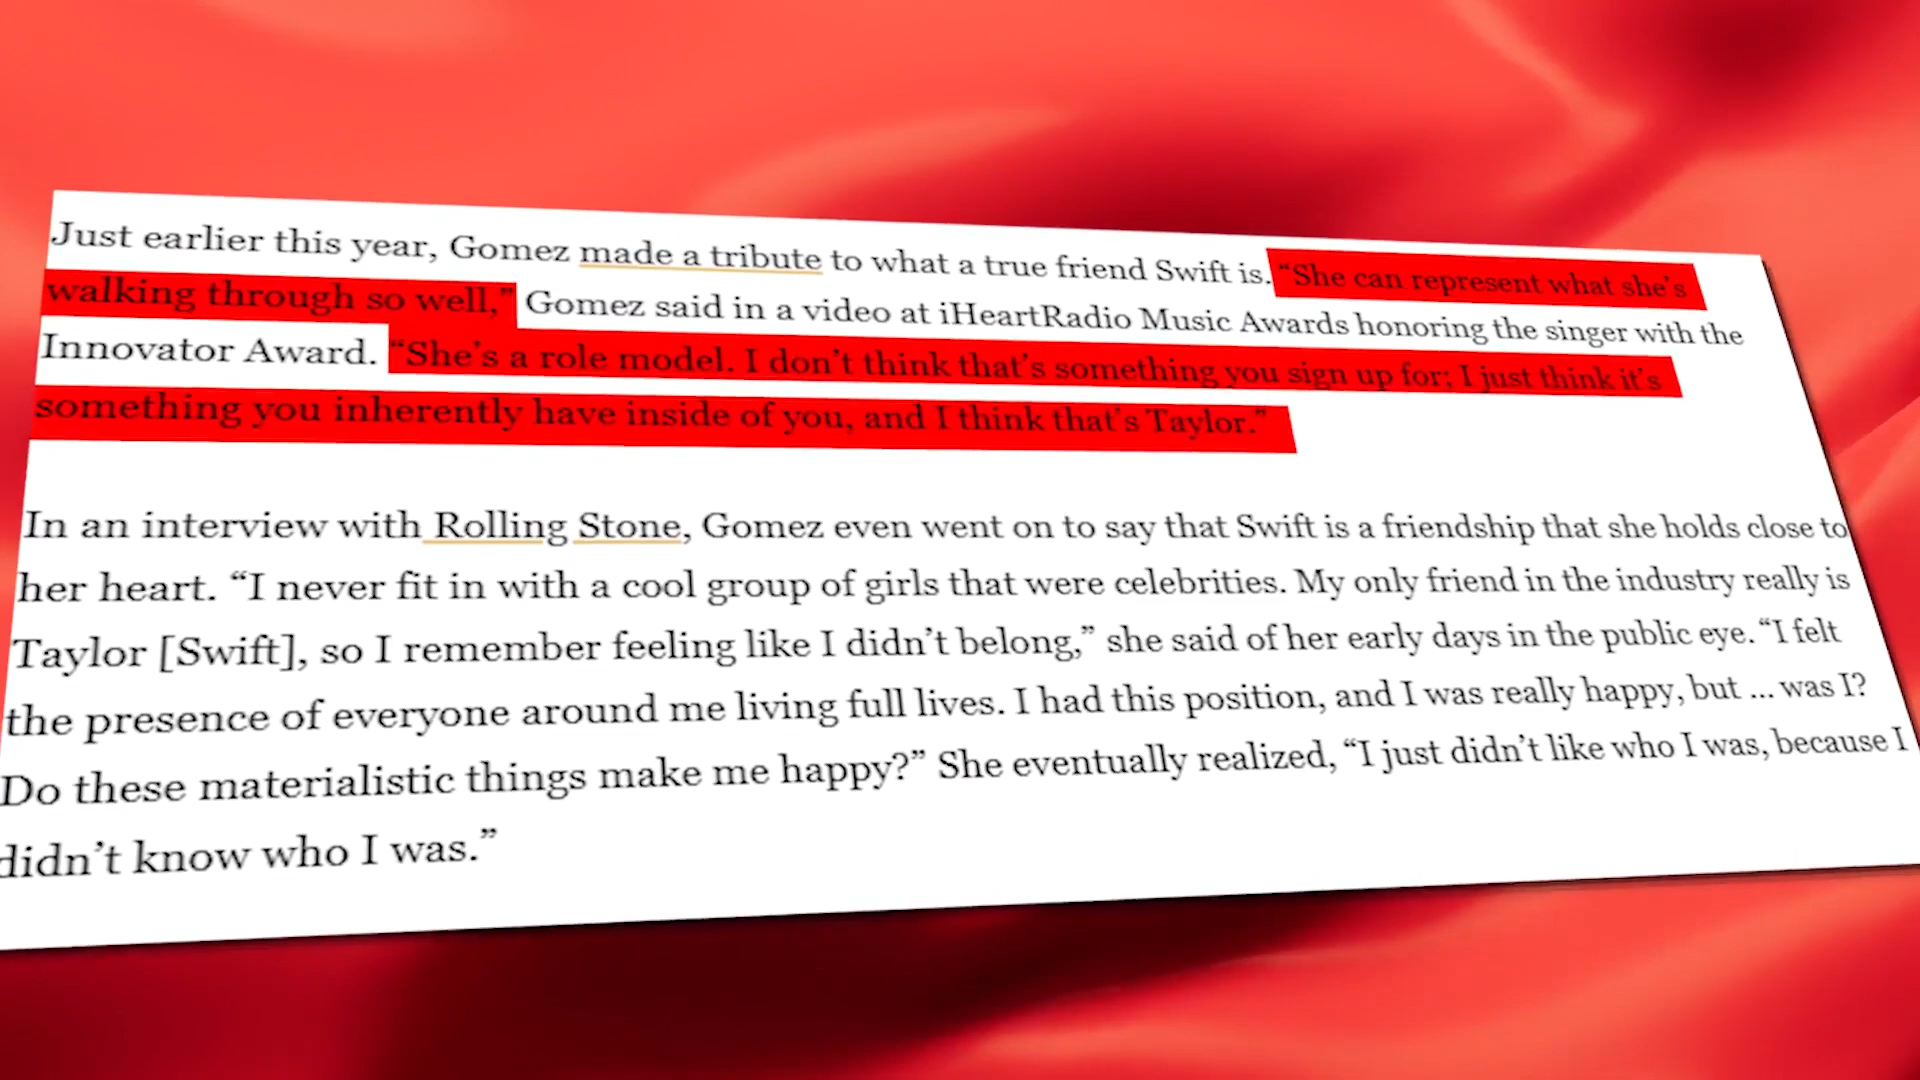 Just earlier this year, Gomez made a tribute to what a true friend Swift is. “She can represent what she’s
walking through so well,” Gomez said in a video at iHeartRadio Music Awards honoring the singer with the
Innovator Award. “She’s a role model. I don’t think that’s something you sign up for; I just think it’s
something you inherently have inside of you, and I think that’s Taylor.”
In an interview with Rolling Stone, Gomez even went on to say that Swift is a friendship that she holds close to
her heart. “I never fit in with a cool group of girls that were celebrities. My only friend in the industry really is
Taylor [Swift], so I remember feeling like I didn’t belong,” she said of her early days in the public eye. “I felt
the presence of everyone around me living full lives. I had this position, and I was really happy, but ... was I?
Do these materialistic things make me happy?” She eventually realized, “I just didn’t like who I was, because I
didn’t know who I was.”